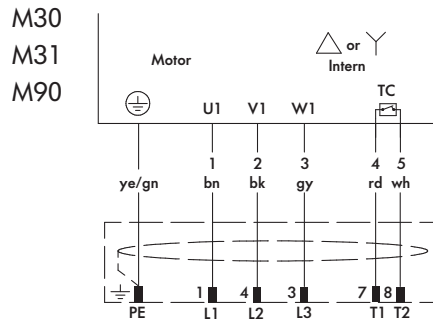 M30
M31
M90
Motor
or
Intern
TC
U1 V1 W1
1 2 3 4 5
ye/gn bn bk gy rd wh
1 4 3 7 8
PE L1 L2 L3 T1 T2